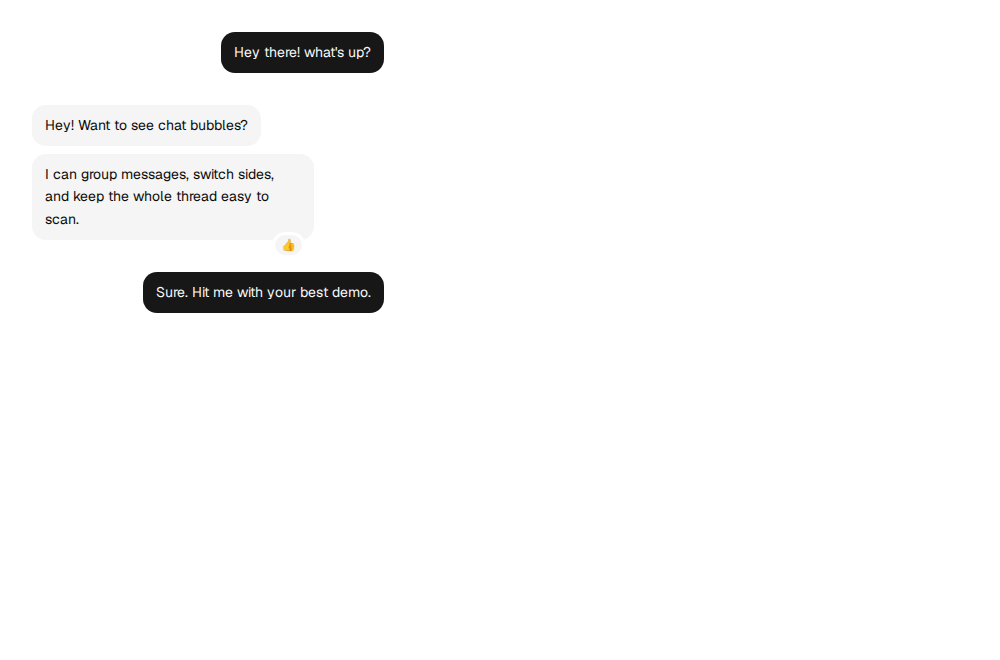 Hey there! what's up?
Hey! Want to see chat bubbles?
I can group messages, switch sides,
and keep the whole thread easy to
scan.
👍
Sure. Hit me with your best demo.